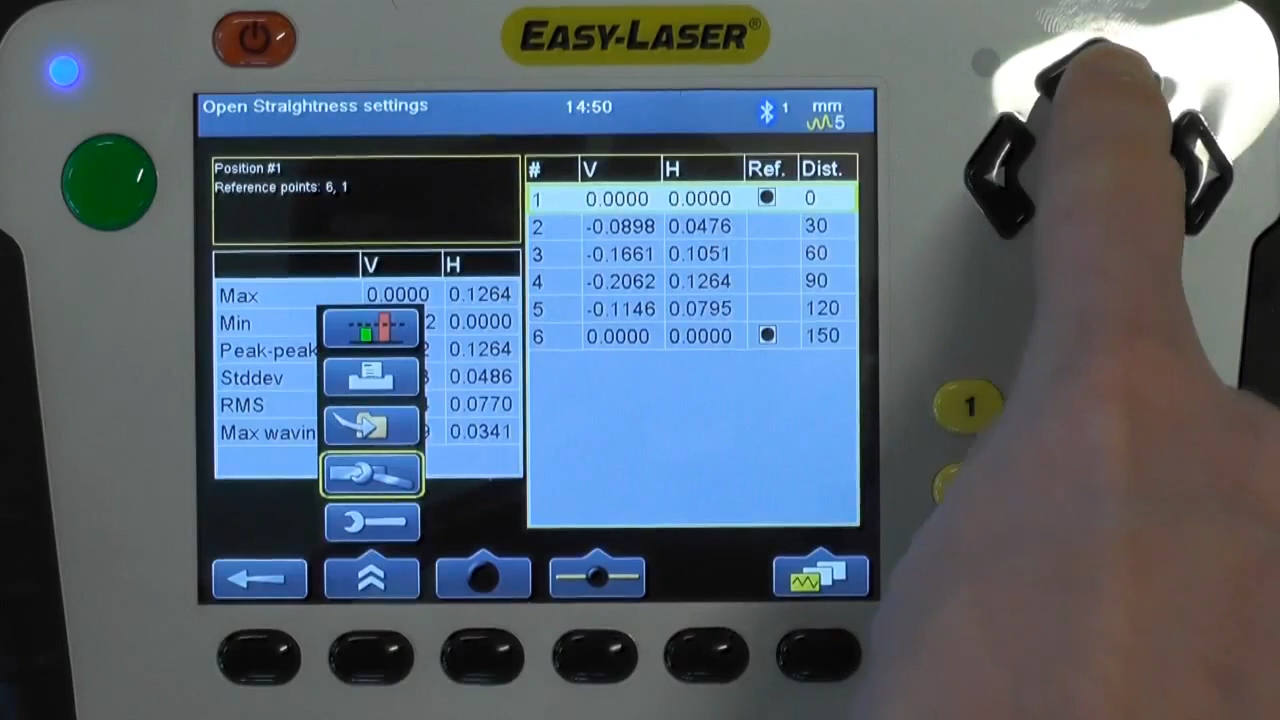 EASY-LASER®
Open Straightness settings 14:50 1 mm
5
Position #1
Reference points: 6, 1
V H
Max 0.0000 0.1264
Min 2 0.0000
Peak-peak 0.1264
Stddev 0.0486
RMS 0.0770
Max wavin 0.0341
# V H Ref. Dist.
1 0.0000 0.0000 0
2 -0.0898 0.0476 30
3 -0.1661 0.1051 60
4 -0.2062 0.1264 90
5 -0.1146 0.0795 120
6 0.0000 0.0000 150
1